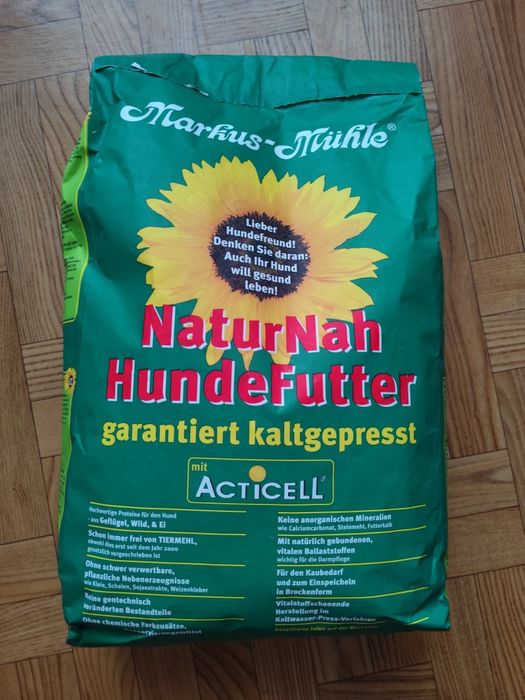 Markus-Mühle®
Lieber
Hundefreund!
Denken Sie daran:
Auch Ihr Hund
will gesund
leben!
NaturNah
HundeFutter
garantiert kaltgepresst
mit
ACTICELL
Hochwertige Proteine für den Hund
- aus Geflügel, Wild, & Ei
Schon immer frei von TIERMEHL,
obwohl dies erst seit dem Jahr 2000
gesetzlich vorgeschrieben ist
Ohne schwer verwertbare,
pflanzliche Nebenerzeugnisse
wie Kleie, Schalen, Sojaextrakte, Weizenkleber
Keine gentechnisch
veränderten Bestandteile
Ohne chemische Farbzusätze,
Keine anorganischen Mineralien
wie Calciumcarbonat, Steinmehl, Futterkalk
Mit natürlich gebundenen,
vitalen Ballaststoffen
wichtig für die Darmpflege
Für den Kaubedarf
und zum Einspeicheln
in Brockenform
Vitalstoffschonende
Herstellung im
Kaltwasser-Press-Verfahren
Detaillierte Infos auf der